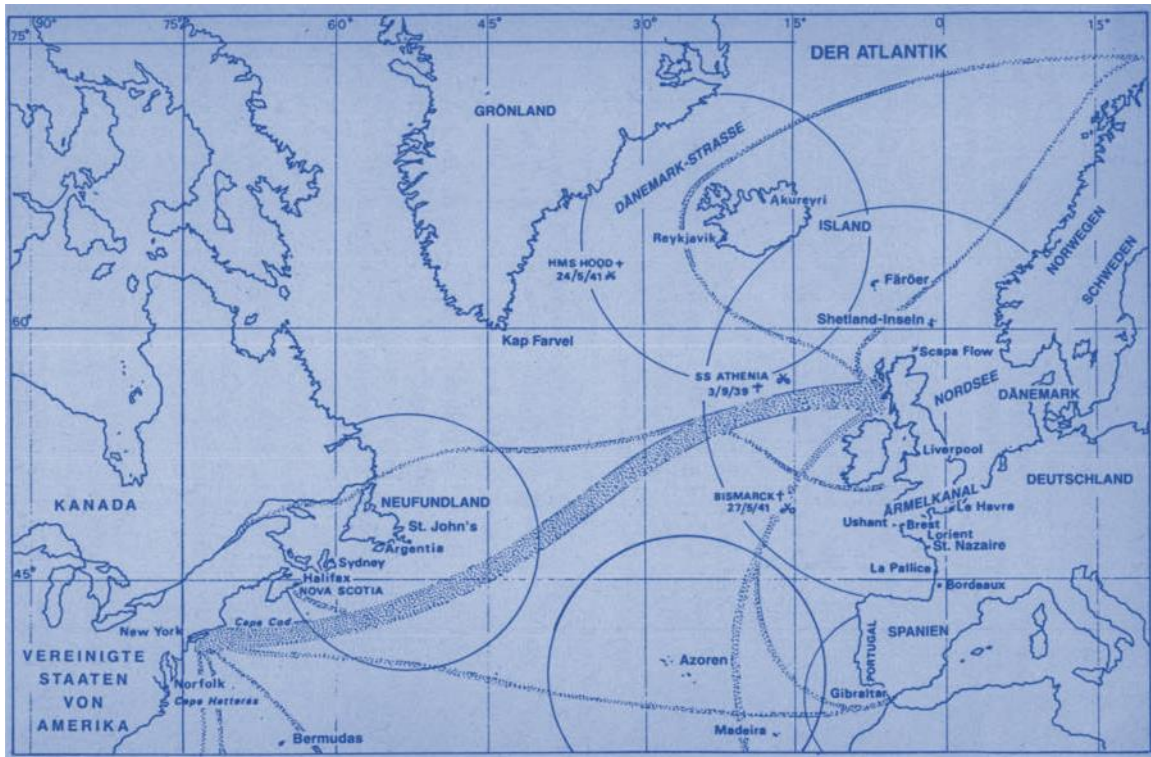 90° 75° 60° 45° 30° 15° 0 15°
75°
DER ATLANTIK
GRÖNLAND
DÄNEMARK-STRASSE
Akureyri
Reykjavik
ISLAND
HMS HOOD +
24/5/41
NORWEGEN
SCHWEDEN
Färöer
Shetland-Inseln
60°
Kap Farvel
Scapa Flow
SS ATHENIA
3/9/39 †
NORDSEE
DÄNEMARK
Liverpool
DEUTSCHLAND
KANADA
NEUFUNDLAND
BISMARCK †
27/5/41
ÄRMELKANAL
Le Havre
St. John's
Ushant
Brest
Argentia
Lorient
St. Nazaire
Sydney
La Pallice
Halifax
45°
NOVA SCOTIA
Bordeaux
Cape Cod
New York
PORTUGAL
SPANIEN
VEREINIGTE
STAATEN
VON
AMERIKA
Azoren
Norfolk
Cape Hatteras
Gibraltar
Madeira
Bermudas